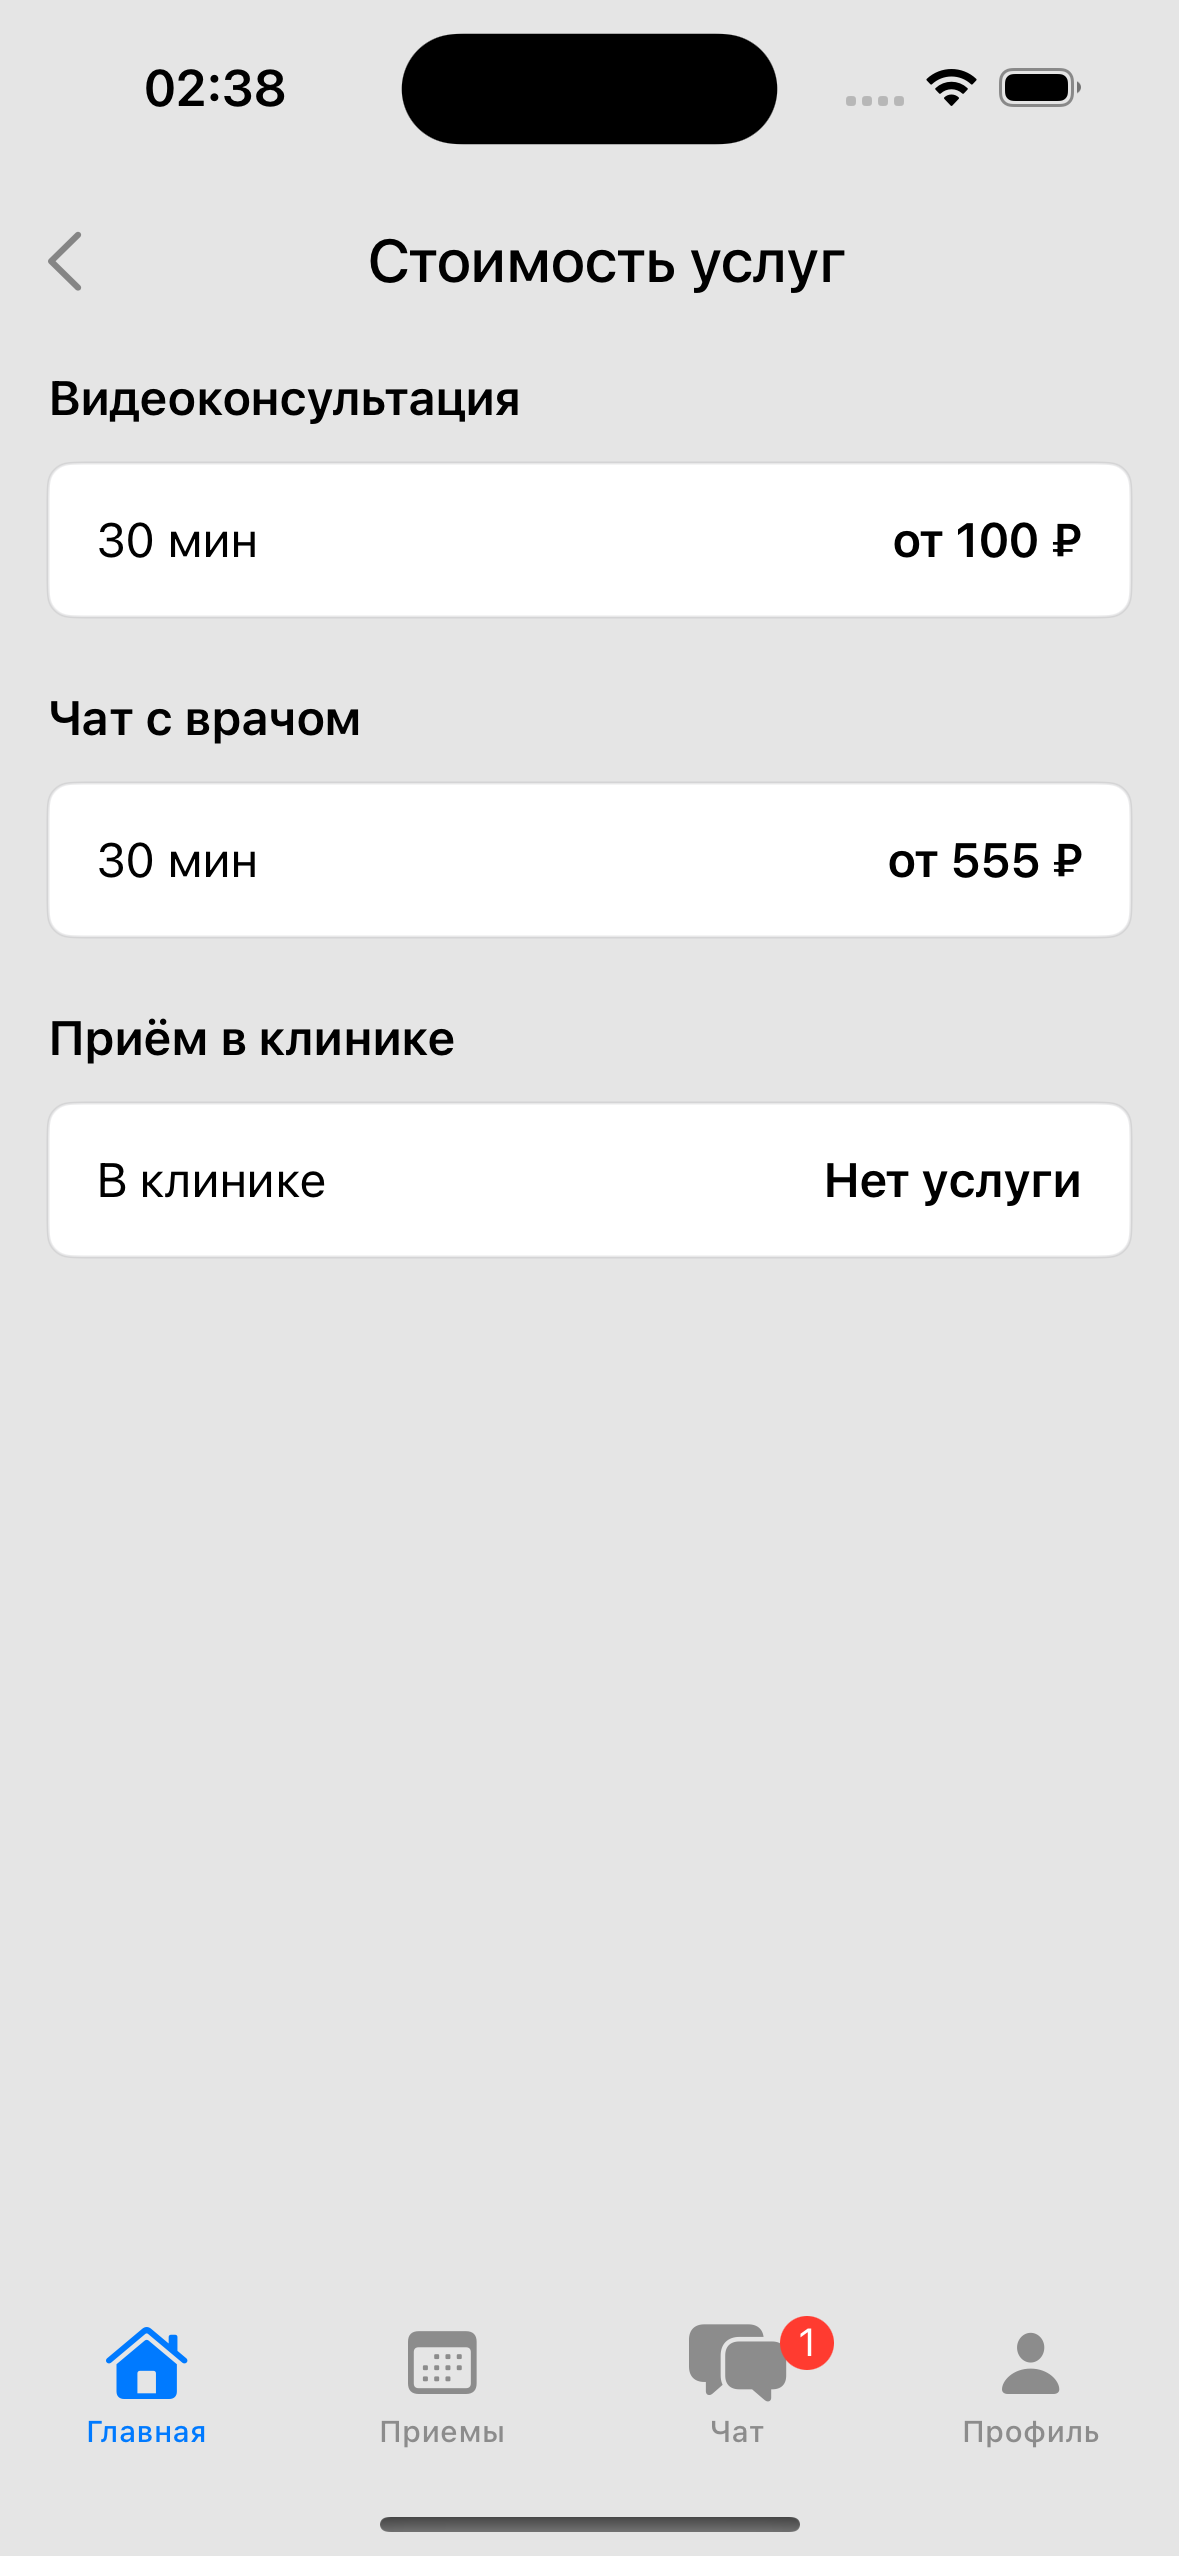 02:38
Стоимость услуг
Видеоконсультация
30 мин от 100 ₽
Чат с врачом
30 мин от 555 ₽
Приём в клинике
В клинике Нет услуги
1
Главная Приемы Чат Профиль